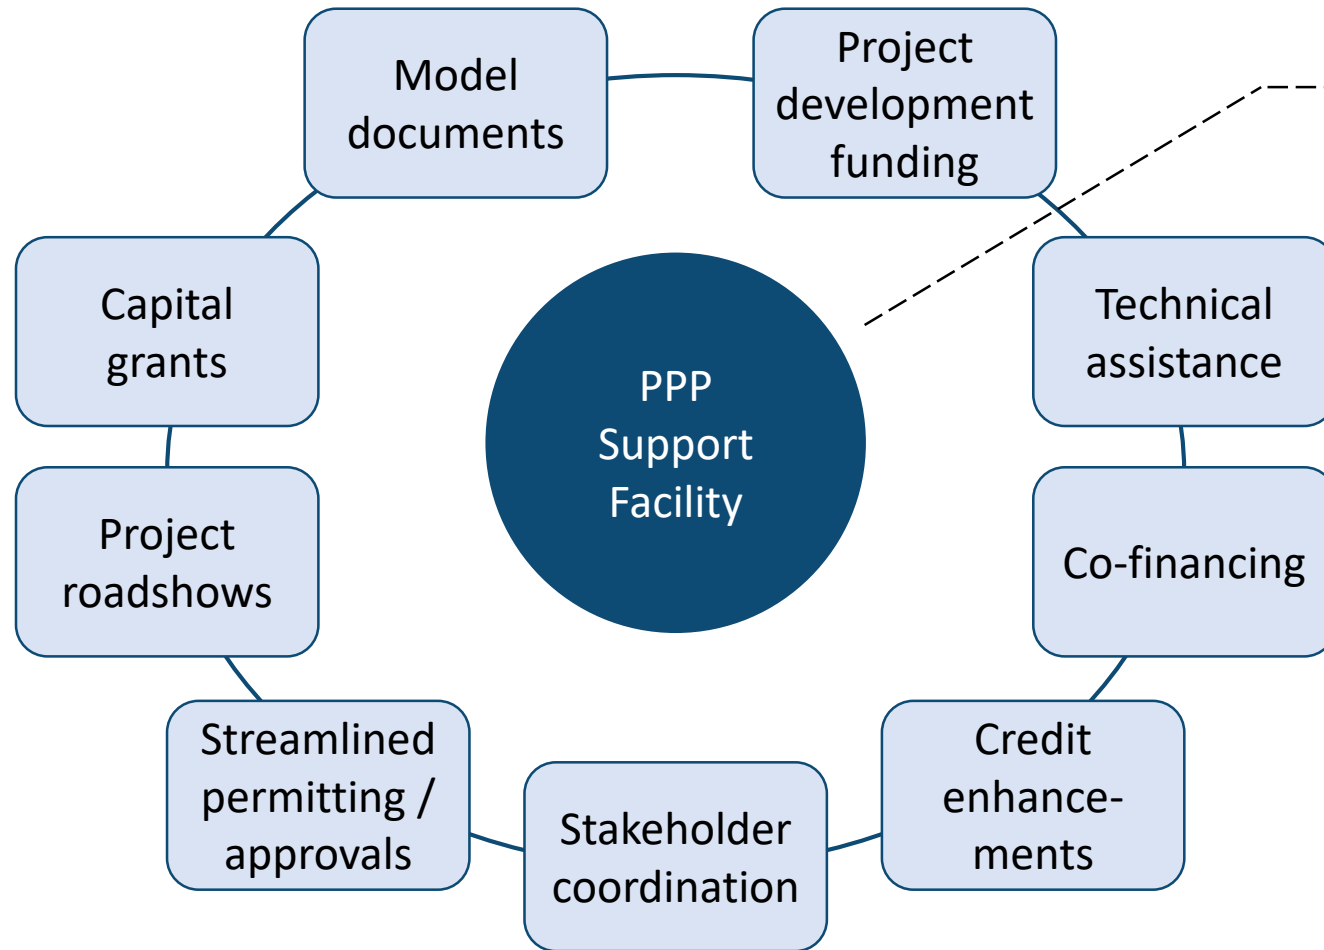 Model
documents
Project
development
funding
Capital
grants
Technical
assistance
PPP
Support
Facility
Project
roadshows
Co-financing
Streamlined
permitting /
approvals
Stakeholder
coordination
Credit
enhance-
ments